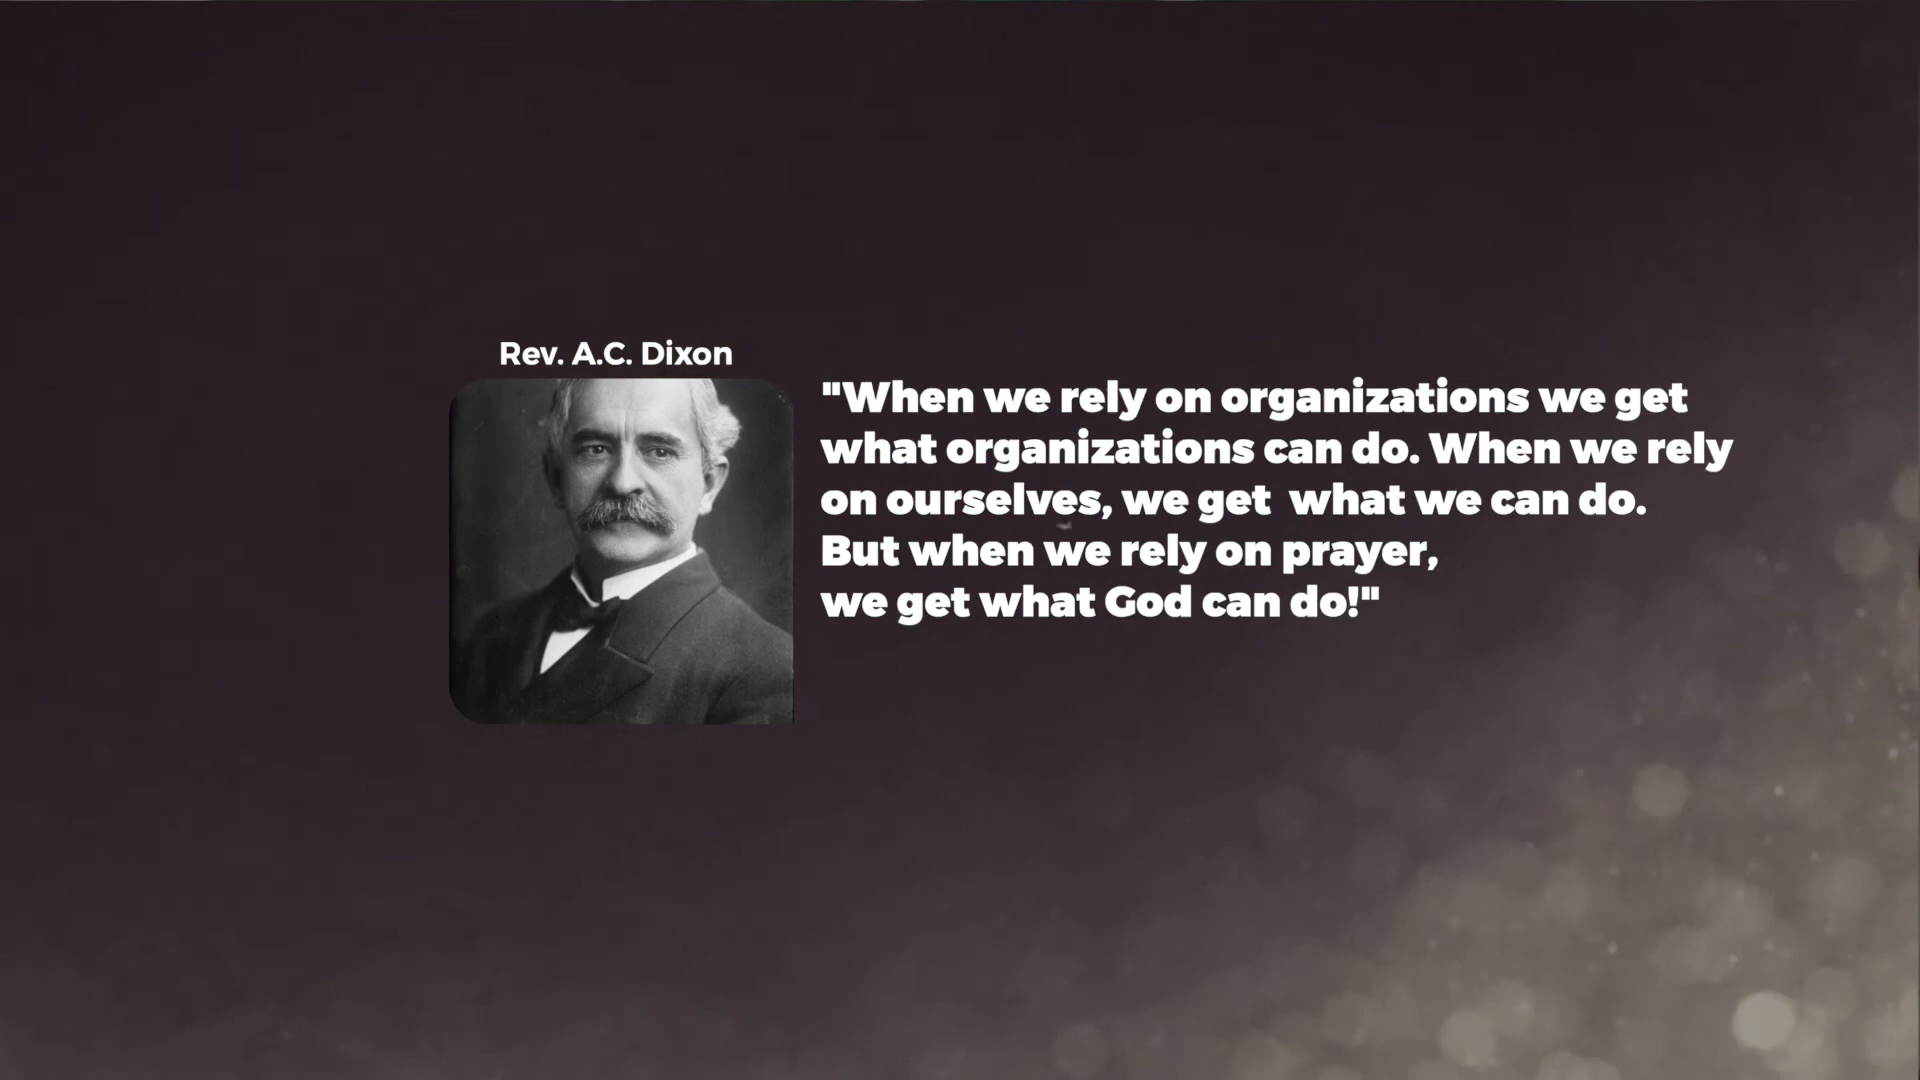 Rev. A.C. Dixon
"When we rely on organizations we get
what organizations can do. When we rely
on ourselves, we get  what we can do.
But when we rely on prayer,
we get what God can do!"